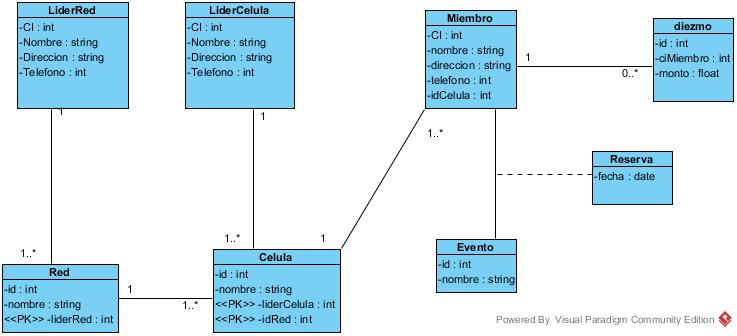 LiderRed
-CI : int
-Nombre : string
-Direccion : string
-Telefono : int
LiderCelula
-CI : int
-Nombre : string
-Direccion : string
-Telefono : int
Miembro
-CI : int
-nombre : string
-direccion : string
-telefono : int
-idCelula : int
diezmo
-id : int
-ciMiembro : int
-monto : float
1
0..*
1
1
1..*
Reserva
-fecha : date
1..*
1..*
1
Red
-id : int
-nombre : string
<<PK>> -liderRed : int
1
1..*
Celula
-id : int
-nombre : string
<<PK>> -liderCelula : int
<<PK>> -idRed : int
Evento
-id : int
-nombre : string
Powered By Visual Paradigm Community Edition